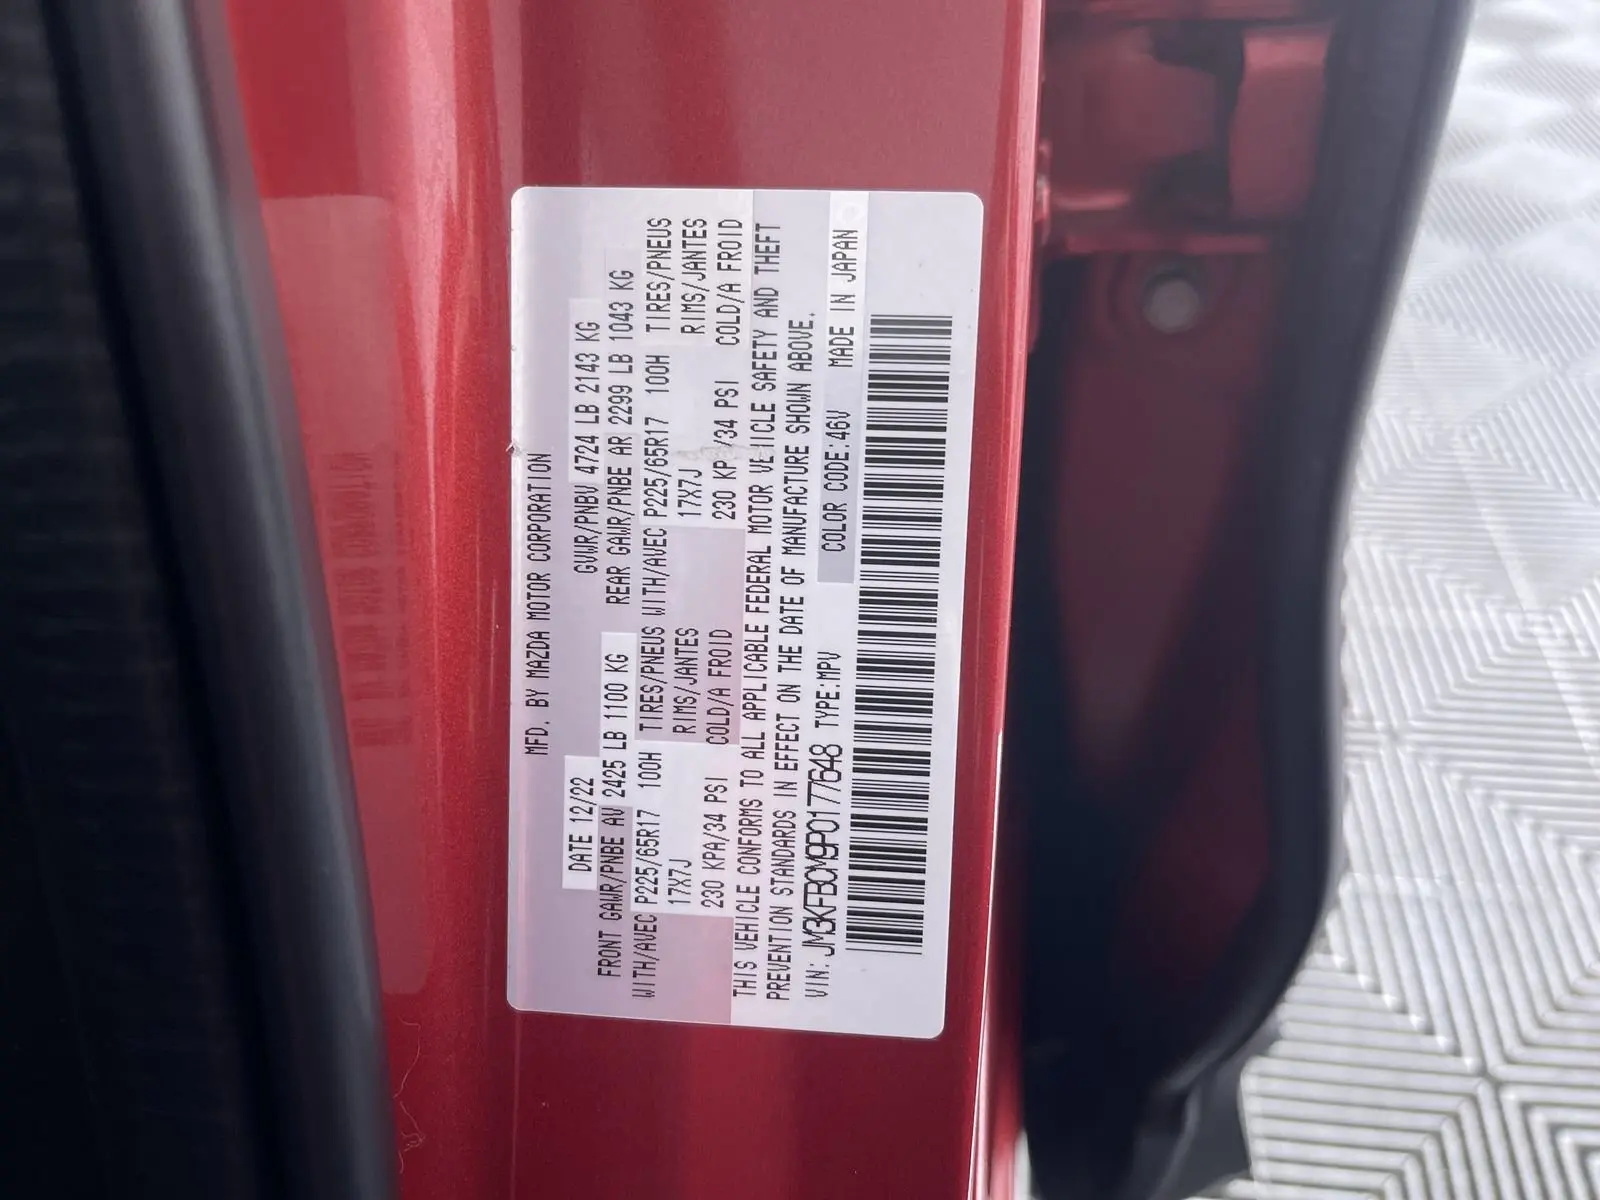 MFD. BY MAZDA MOTOR CORPORATION
DATE 12/22 GVWR/PNBV 4724 LB 2143 KG
FRONT GAWR/PNBE AV 2425 LB 1100 KG REAR GAWR/PNBE AR 2299 LB 1043 KG
WITH/AVEC P225/65R17 100H TIRES/PNEUS WITH/AVEC P225/65R17 100H TIRES/PNEUS
17X7J RIMS/JANTES 17X7J RIMS/JANTES
230 KPA/34 PSI COLD/A FROID 230 KP /34 PSI COLD/A FROID
THIS VEHICLE CONFORMS TO ALL APPLICABLE FEDERAL MOTOR VEHICLE SAFETY AND THEFT
PREVENTION STANDARDS IN EFFECT ON THE DATE OF MANUFACTURE SHOWN ABOVE.
VIN: JM3KFBCM9P0177648 TYPE:MPV COLOR CODE:46V MADE IN JAPAN